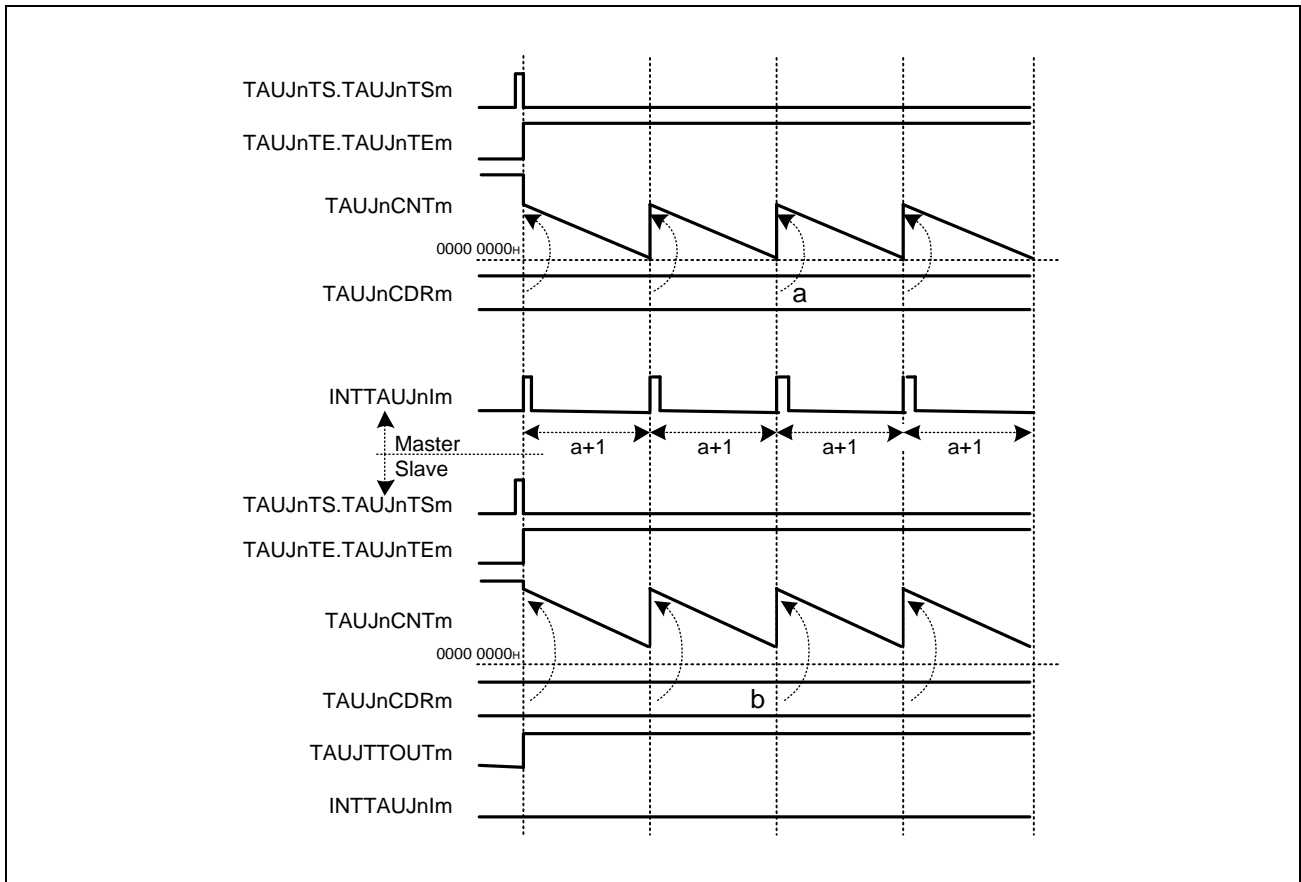 TAUJnTS.TAUJnTSm
TAUJnTE.TAUJnTEm
TAUJnCNTm
0000 0000H
TAUJnCDRm
a
INTTAUJnIm
Master
a+1 a+1 a+1 a+1
Slave
TAUJnTS.TAUJnTSm
TAUJnTE.TAUJnTEm
TAUJnCNTm
0000 0000H
TAUJnCDRm
b
TAUJTTOUTm
INTTAUJnIm